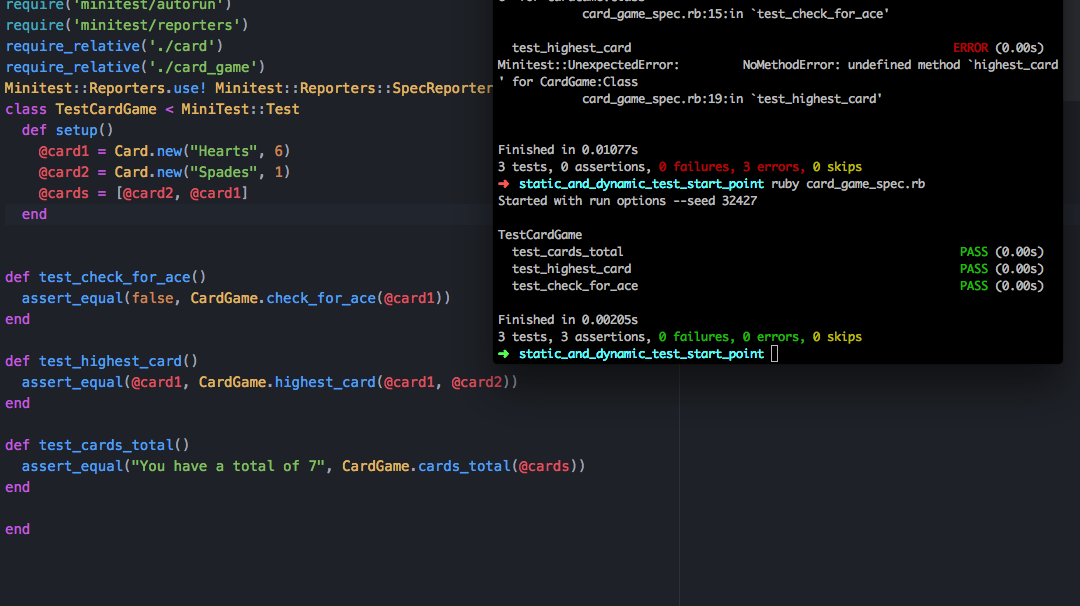 require('minitest/autorun')
require('minitest/reporters')
require_relative('./card')
require_relative('./card_game')
Minitest::Reporters.use! Minitest::Reporters::SpecReporter
class TestCardGame < MiniTest::Test
def setup()
@card1 = Card.new("Hearts", 6)
@card2 = Card.new("Spades", 1)
@cards = [@card2, @card1]
end
def test_check_for_ace()
assert_equal(false, CardGame.check_for_ace(@card1))
end
def test_highest_card()
assert_equal(@card1, CardGame.highest_card(@card1, @card2))
end
def test_cards_total()
assert_equal("You have a total of 7", CardGame.cards_total(@cards))
end
end
card_game_spec.rb:15:in `test_check_for_ace'
test_highest_card ERROR (0.00s)
Minitest::UnexpectedError: NoMethodError: undefined method `highest_card
' for CardGame:Class
card_game_spec.rb:19:in `test_highest_card'
Finished in 0.01077s
3 tests, 0 assertions, 0 failures, 3 errors, 0 skips
➜ static_and_dynamic_test_start_point ruby card_game_spec.rb
Started with run options --seed 32427
TestCardGame
test_cards_total PASS (0.00s)
test_highest_card PASS (0.00s)
test_check_for_ace PASS (0.00s)
Finished in 0.00205s
3 tests, 3 assertions, 0 failures, 0 errors, 0 skips
➜ static_and_dynamic_test_start_point